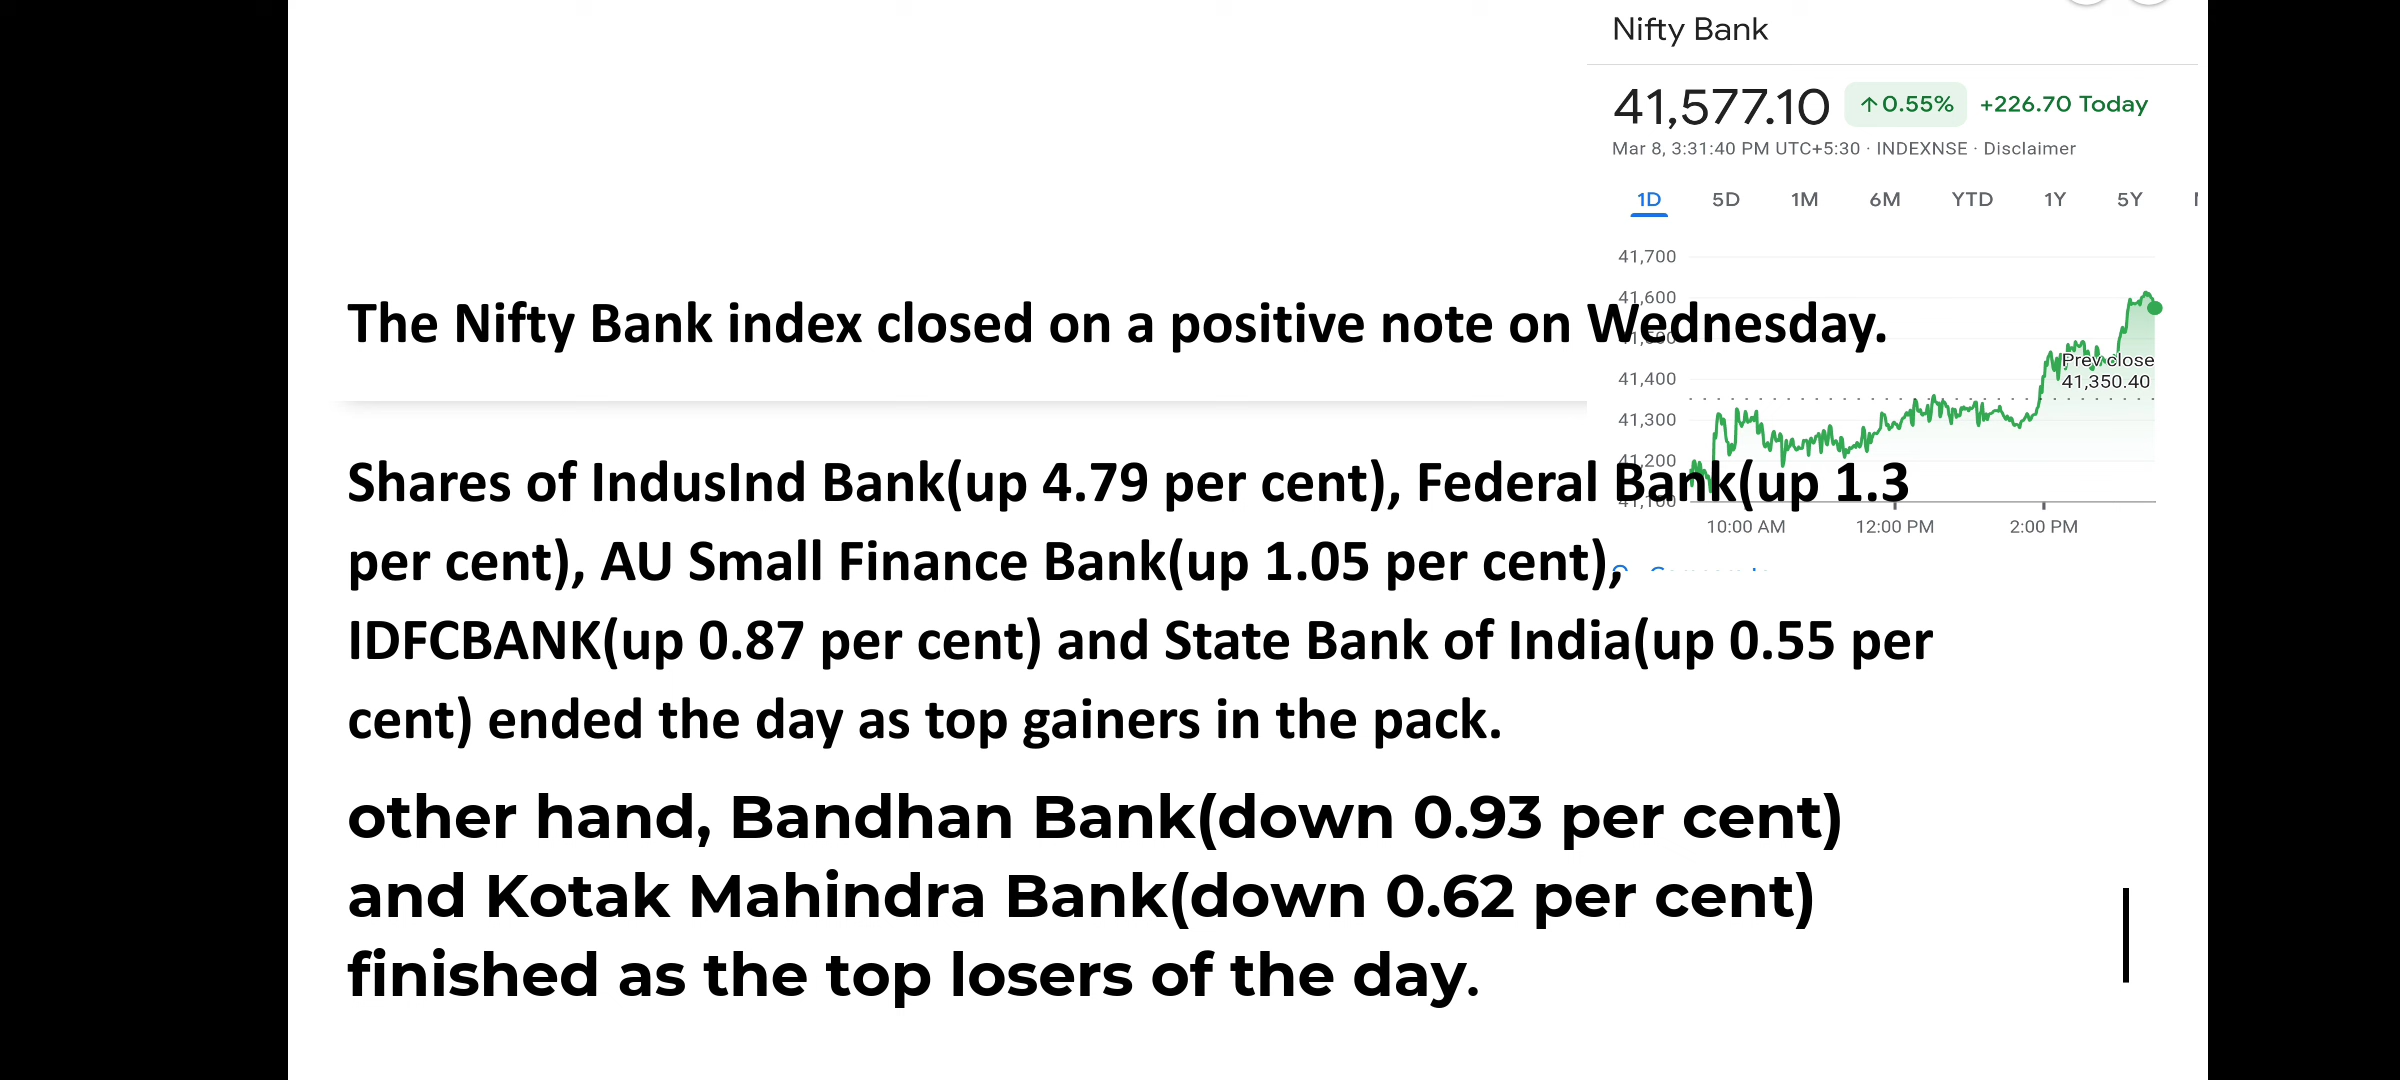 Nifty Bank
41,577.10 ↑0.55% +226.70 Today
Mar 8, 3:31:40 PM UTC+5:30 · INDEXNSE · Disclaimer
1D 5D 1M 6M YTD 1Y 5Y
41,700
41,600
The Nifty Bank index closed on a positive note on Wednesday.
41,500
Prev close
41,350.40
41,400
41,300
41,200
Shares of IndusInd Bank(up 4.79 per cent), Federal Bank(up 1.3
41,100
10:00 AM 12:00 PM 2:00 PM
per cent), AU Small Finance Bank(up 1.05 per cent),
IDFCBANK(up 0.87 per cent) and State Bank of India(up 0.55 per
cent) ended the day as top gainers in the pack.
other hand, Bandhan Bank(down 0.93 per cent)
and Kotak Mahindra Bank(down 0.62 per cent)
finished as the top losers of the day.